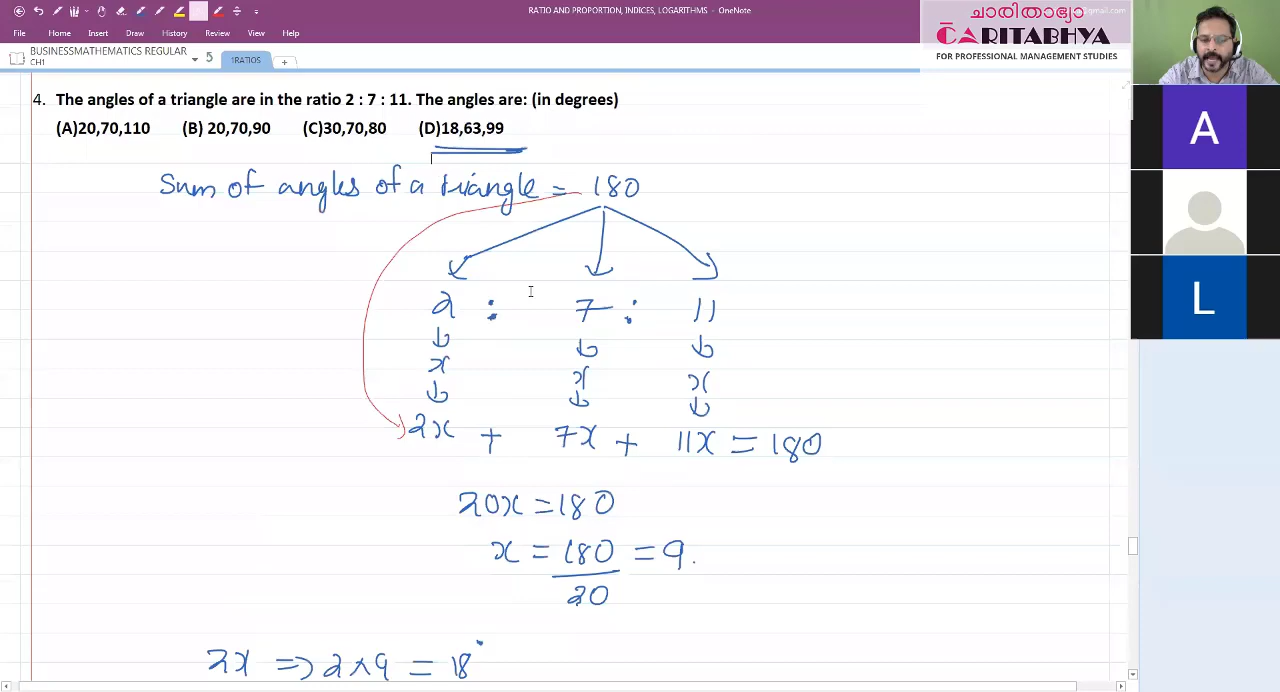 RATIO AND PROPORTION, INDICES, LOGARITHMS - OneNote
File Home Insert Draw History Review View Help
ചാരിതാഭ്യാ
CARITABHYA
FOR PROFESSIONAL MANAGEMENT STUDIES
@gmail.com
BUSINESSMATHEMATICS REGULAR
CH1
5
1RATIOS
4. The angles of a triangle are in the ratio 2 : 7 : 11. The angles are: (in degrees)
(A)20,70,110 (B) 20,70,90 (C)30,70,80 (D)18,63,99
Sum of angles of a triangle = 180
2 : 7 : 11
x x x
2x + 7x + 11x = 180
20x = 180
x = 180 = 9.
20
2x ⇒ 2 × 9 = 18°
A
L